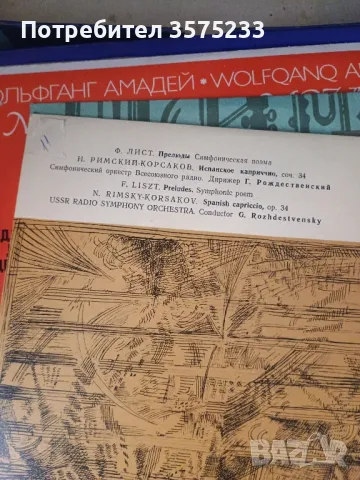 Потребител 3575233
ОЛЬФГАНГ АМАДЕЙ • WOLFQANQ A
Ф. ЛИСТ. Прелюды Симфоническая поэма
Н. РИМСКИЙ-КОРСАКОВ. Испанское каприччио, соч. 34
Симфонический оркестр Всесоюзного радио. Дирижер Г. Рождественский
F. LISZT. Preludes. Symphonic poem
N. RIMSKY-KORSAKOV. Spanish capriccio, op. 34
USSR RADIO SYMPHONY ORCHESTRA. Conductor G. Rozhdestvensky
BAZAR